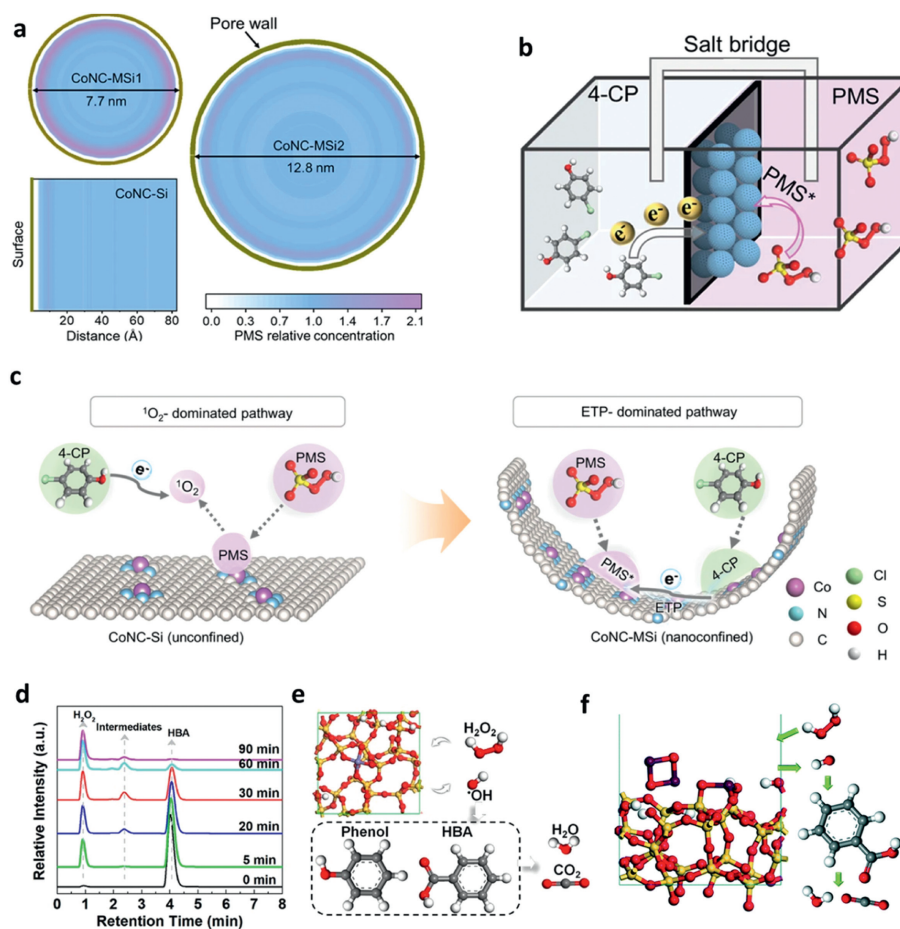 a
Pore wall
CoNC-MSi1
7.7 nm
CoNC-MSi2
12.8 nm
CoNC-Si
Surface
20 40 60 80
Distance (Å)
0.0 0.3 0.7 1.0 1.4 1.7 2.1
PMS relative concentration
b
Salt bridge
4-CP
PMS
e⁻ e⁻ e⁻
PMS*
c
¹O₂- dominated pathway
4-CP
e⁻
¹O₂
PMS
PMS
CoNC-Si (unconfined)
ETP- dominated pathway
PMS
4-CP
PMS*
e⁻
4-CP
ETP
CoNC-MSi (nanoconfined)
Co
N
C
Cl
S
O
H
d
H₂O₂
Intermediates
HBA
90 min
60 min
30 min
20 min
5 min
0 min
Relative Intensity (a.u.)
0 1 2 3 4 5 6 7 8
Retention Time (min)
e
H₂O₂
·OH
Phenol
HBA
H₂O
CO₂
f